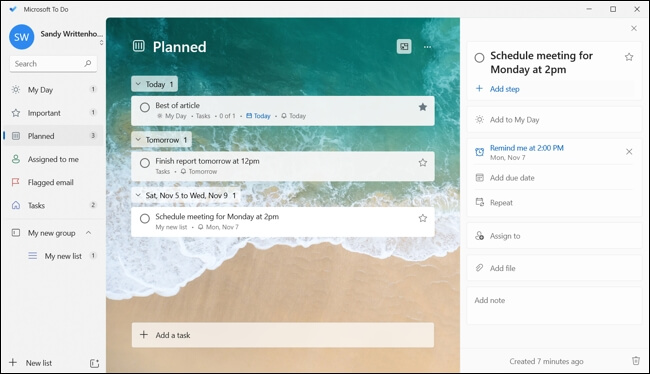 Microsoft To Do
SW
Sandy Writtenho...
Search
My Day 1
Important 1
Planned 3
Assigned to me
Flagged email
Tasks 2
My new group
My new list 1
New list
Planned
Today 1
Best of article
My Day • Tasks • 0 of 1 • Today • Today
Tomorrow 1
Finish report tomorrow at 12pm
Tasks • Tomorrow
Sat, Nov 5 to Wed, Nov 9 1
Schedule meeting for Monday at 2pm
My new list • Mon, Nov 7
Add a task
Schedule meeting for
Monday at 2pm
Add step
Add to My Day
Remind me at 2:00 PM
Mon, Nov 7
Add due date
Repeat
Assign to
Add file
Add note
Created 7 minutes ago